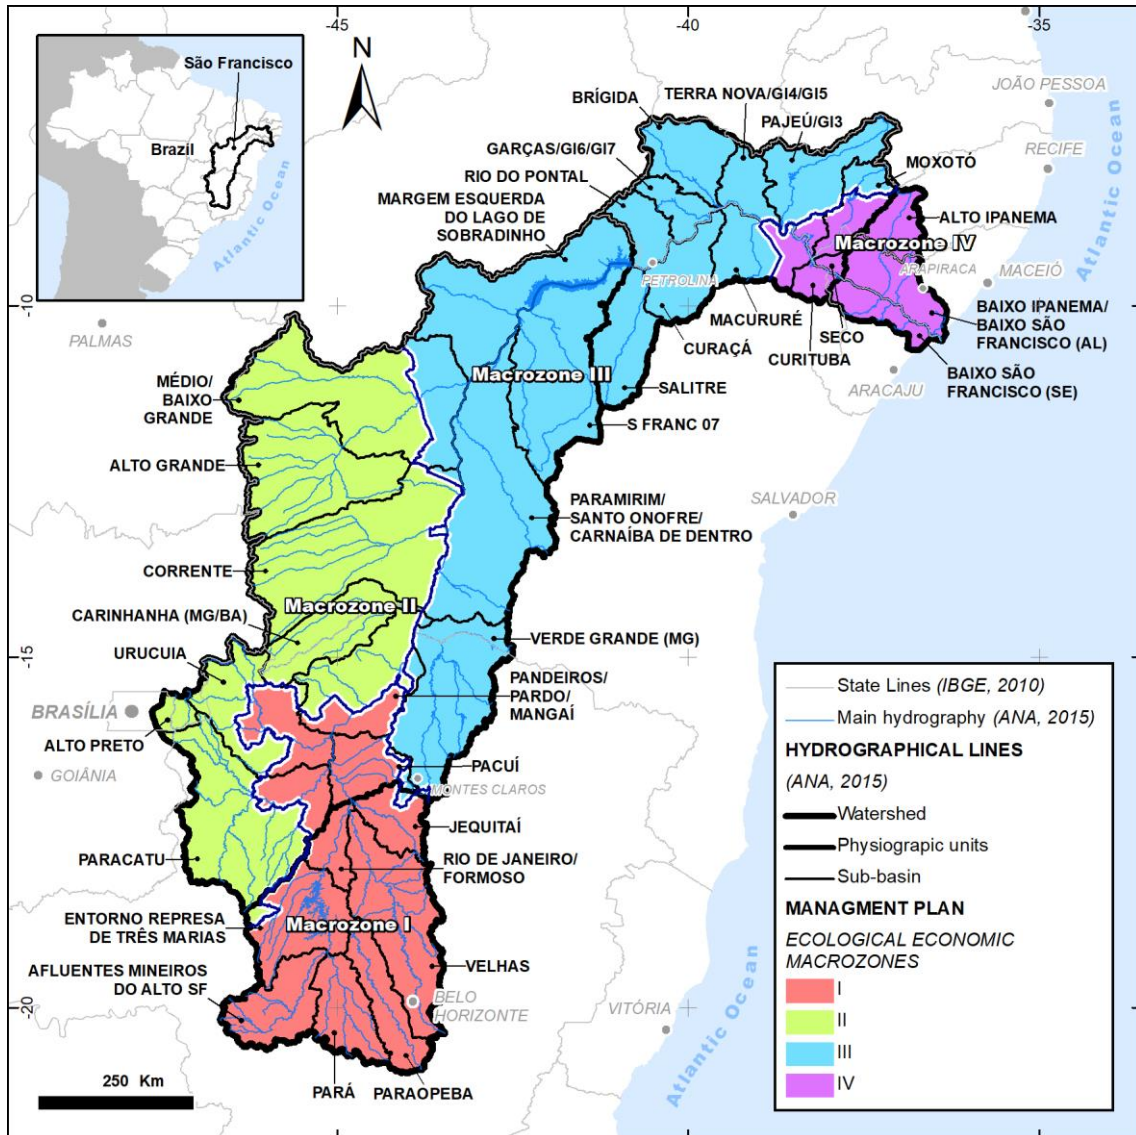 -45
-40
-35
São Francisco
Brazil
Atlantic Ocean
N
BRÍGIDA
TERRA NOVA/GI4/GI5
PAJEÚ/GI3
JOÃO PESSOA
GARÇAS/GI6/GI7
MOXOTÓ
RECIFE
Atlantic Ocean
RIO DO PONTAL
MARGEM ESQUERDA
DO LAGO DE
SOBRADINHO
ALTO IPANEMA
Macrozone IV
ARAPIRACA
MACEIÓ
PETROLINA
-10
PALMAS
MACURURÉ
SECO
BAIXO IPANEMA/
BAIXO SÃO
FRANCISCO (AL)
CURAÇÁ
CURITUBA
BAIXO SÃO
FRANCISCO (SE)
ARACAJU
MÉDIO/
BAIXO
GRANDE
Macrozone III
SALITRE
S FRANC 07
ALTO GRANDE
SALVADOR
PARAMIRIM/
SANTO ONOFRE/
CARNAÍBA DE DENTRO
CORRENTE
Macrozone II
CARINHANHA (MG/BA)
VERDE GRANDE (MG)
-15
URUCUIA
PANDEIROS/
PARDO/
MANGAÍ
BRASÍLIA
ALTO PRETO
GOIÂNIA
PACUÍ
MONTES CLAROS
JEQUITAÍ
PARACATU
RIO DE JANEIRO/
FORMOSO
ENTORNO REPRESA
DE TRÊS MARIAS
Macrozone I
AFLUENTES MINEIROS
DO ALTO SF
VELHAS
-20
BELO
HORIZONTE
VITÓRIA
Atlantic Ocean
250 Km
PARÁ
PARAOPEBA
State Lines (IBGE, 2010)
Main hydrography (ANA, 2015)
HYDROGRAPHICAL LINES
(ANA, 2015)
Watershed
Physiograpic units
Sub-basin
MANAGMENT PLAN
ECOLOGICAL ECONOMIC
MACROZONES
I
II
III
IV